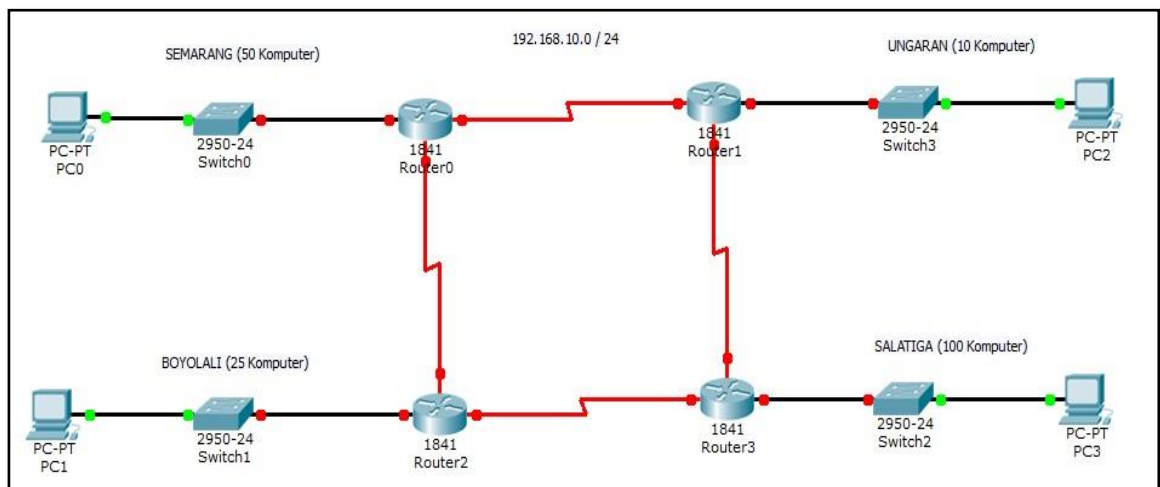 192.168.10.0 / 24
SEMARANG (50 Komputer)
UNGARAN (10 Komputer)
PC-PT
PC0
2950-24
Switch0
1841
Router0
1841
Router1
2950-24
Switch3
PC-PT
PC2
BOYOLALI (25 Komputer)
SALATIGA (100 Komputer)
PC-PT
PC1
2950-24
Switch1
1841
Router2
1841
Router3
2950-24
Switch2
PC-PT
PC3